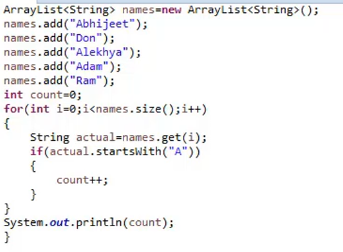 ArrayList<String> names=new ArrayList<String>();
names.add("Abhijeet");
names.add("Don");
names.add("Alekhya");
names.add("Adam");
names.add("Ram");
int count=0;
for(int i=0;i<names.size();i++)
{
String actual=names.get(i);
if(actual.startsWith("A"))
{
count++;
}
}
System.out.println(count);
}